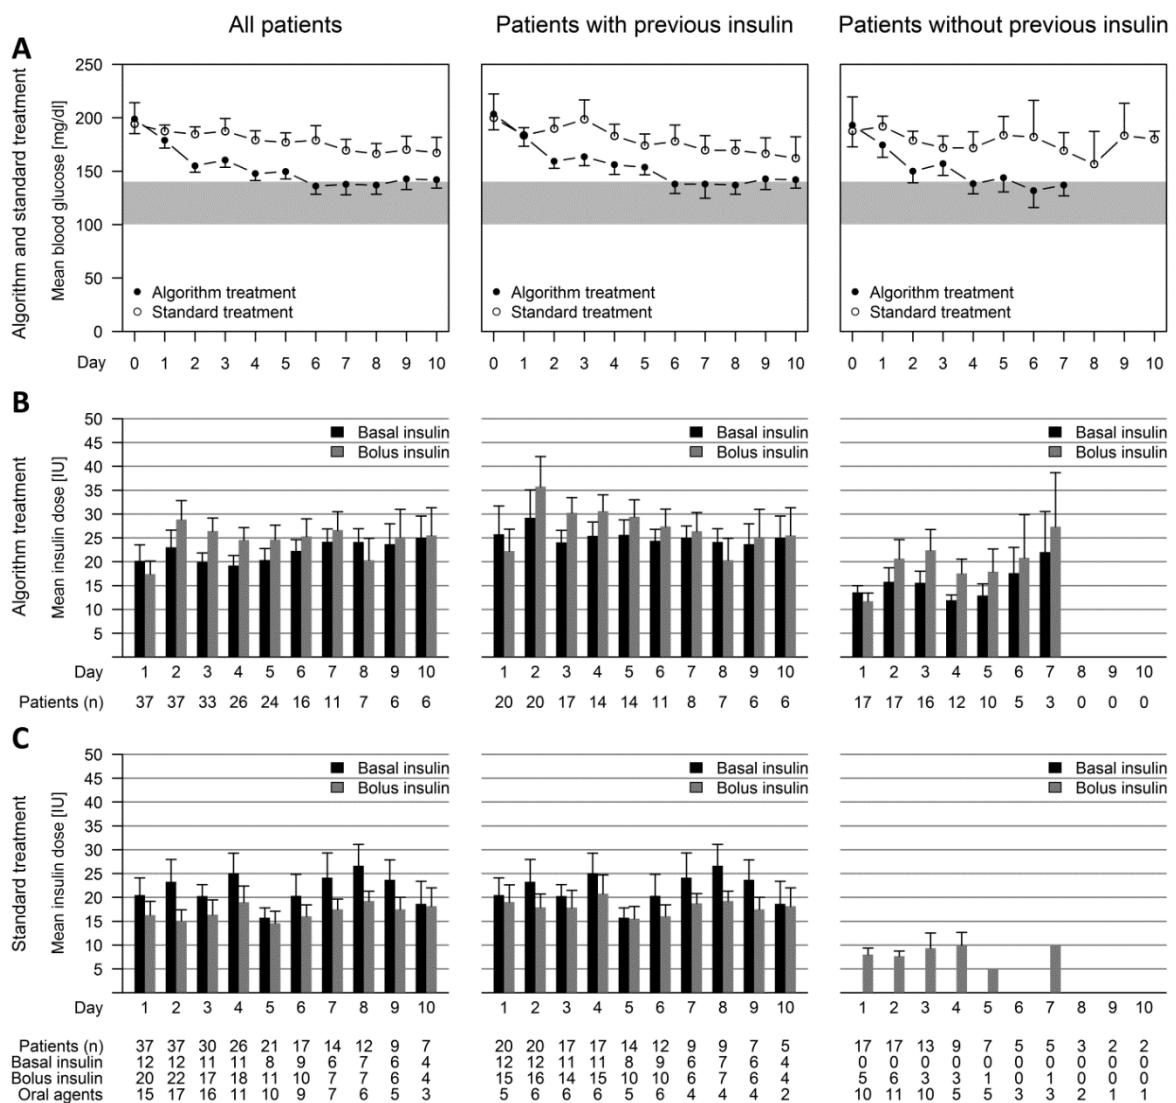 All patients Patients with previous insulin Patients without previous insulin
A
Algorithm and standard treatment
Mean blood glucose [mg/dl]
250
200
150
100
50
0
Algorithm treatment Algorithm treatment Algorithm treatment
Standard treatment Standard treatment Standard treatment
Day 0 1 2 3 4 5 6 7 8 9 10 0 1 2 3 4 5 6 7 8 9 10 0 1 2 3 4 5 6 7 8 9 10
B
Algorithm treatment
Mean insulin dose [IU]
50
45
40
35
30
25
20
15
10
5
Basal insulin Basal insulin Basal insulin
Bolus insulin Bolus insulin Bolus insulin
Day 1 2 3 4 5 6 7 8 9 10 1 2 3 4 5 6 7 8 9 10 1 2 3 4 5 6 7 8 9 10
Patients (n) 37 37 33 26 24 16 11 7 6 6 20 20 17 14 14 11 8 7 6 6 17 17 16 12 10 5 3 0 0 0
C
Standard treatment
Mean insulin dose [IU]
50
45
40
35
30
25
20
15
10
5
Basal insulin Basal insulin Basal insulin
Bolus insulin Bolus insulin Bolus insulin
Day 1 2 3 4 5 6 7 8 9 10 1 2 3 4 5 6 7 8 9 10 1 2 3 4 5 6 7 8 9 10
Patients (n) 37 37 30 26 21 17 14 12 9 7 20 20 17 17 14 12 9 9 7 5 17 17 13 9 7 5 5 3 2 2
Basal insulin 12 12 11 11 8 9 6 7 6 4 12 12 11 11 8 9 6 7 6 4 0 0 0 0 0 0 0 0 0 0
Bolus insulin 20 22 17 18 11 10 7 7 6 4 15 16 14 15 10 10 6 7 6 4 5 6 3 3 1 0 1 0 0 0
Oral agents 15 17 16 11 10 9 7 6 5 3 5 6 6 6 5 6 4 4 4 2 10 11 10 5 5 3 3 2 1 1